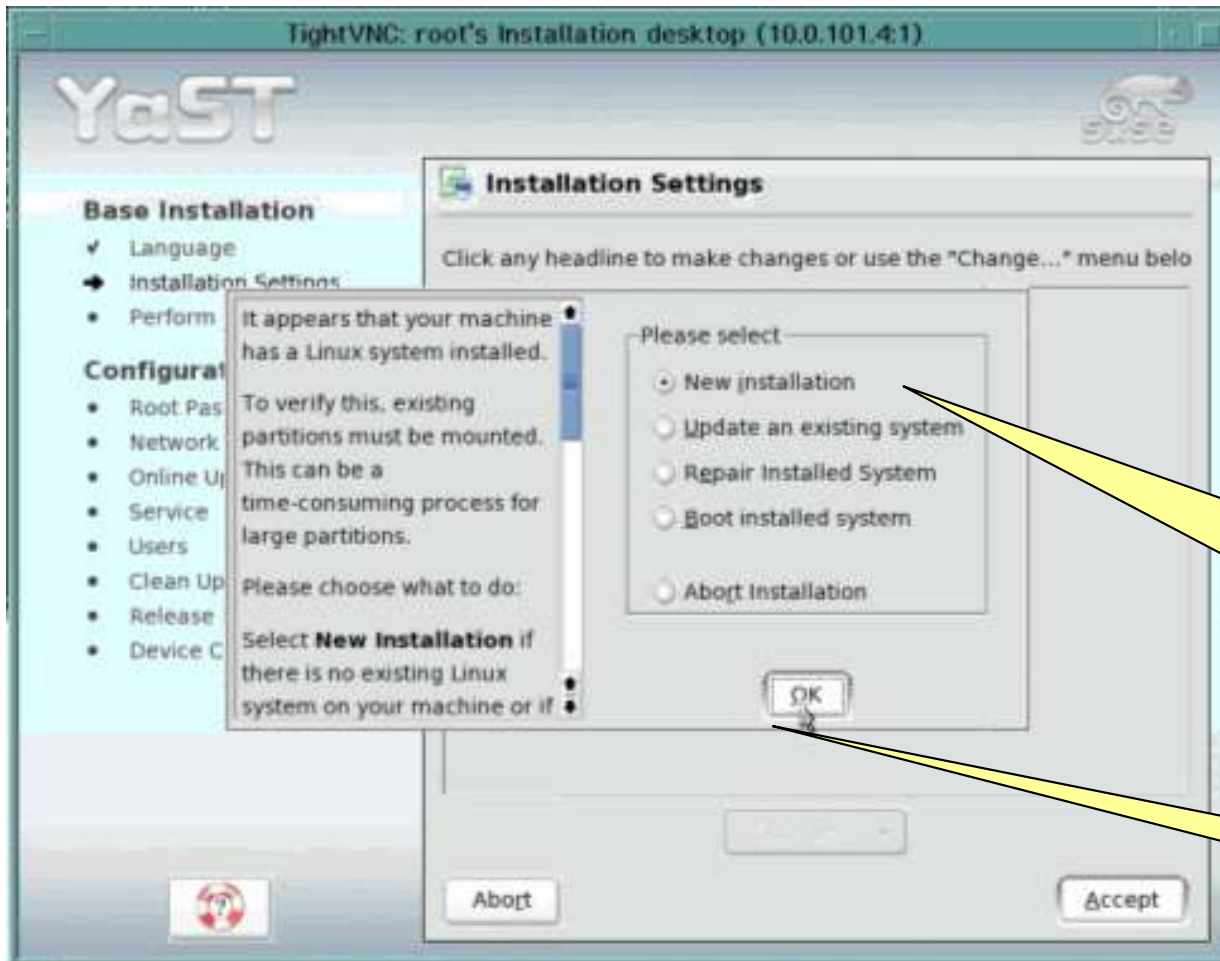 TightVNC: root's Installation desktop (10.0.101.4:1)
YaST
SUSE
Base Installation
Language
Installation Settings
Perform
Configurat
Root Pas
Network
Online Up
Service
Users
Clean Up
Release
Device C
Installation Settings
Click any headline to make changes or use the "Change..." menu belo
It appears that your machine
has a Linux system installed.
To verify this, existing
partitions must be mounted.
This can be a
time-consuming process for
large partitions.
Please choose what to do:
Select New Installation if
there is no existing Linux
system on your machine or if
Please select
New installation
Update an existing system
Repair Installed System
Boot installed system
Abort Installation
OK
Abort
Accept